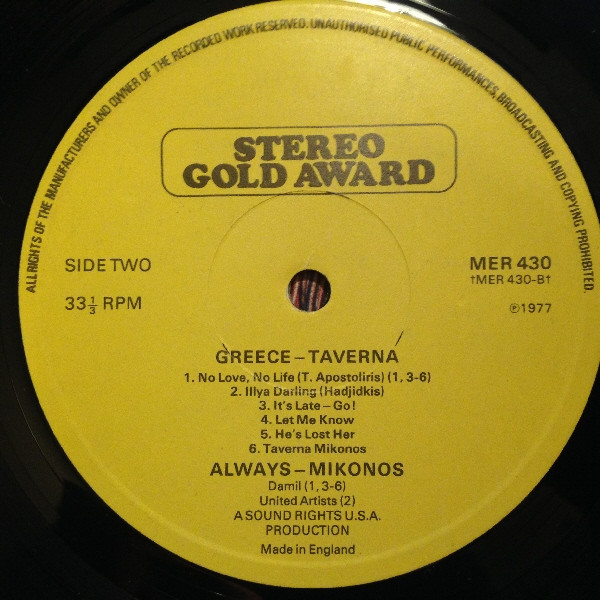 ALL RIGHTS OF THE MANUFACTURERS AND OWNER OF THE RECORDED WORK RESERVED. UNAUTHORISED PUBLIC PERFORMANCES, BROADCASTING AND COPYING PROHIBITED.
STEREO
GOLD AWARD
SIDE TWO
MER 430
†MER 430-B†
33⅓ RPM
℗1977
GREECE – TAVERNA
1. No Love, No Life (T. Apostoliris) (1, 3-6)
2. Illya Darling (Hadjidkis)
3. It's Late – Go!
4. Let Me Know
5. He's Lost Her
6. Taverna Mikonos
ALWAYS – MIKONOS
Damil (1, 3-6)
United Artists (2)
A SOUND RIGHTS U.S.A.
PRODUCTION
Made in England